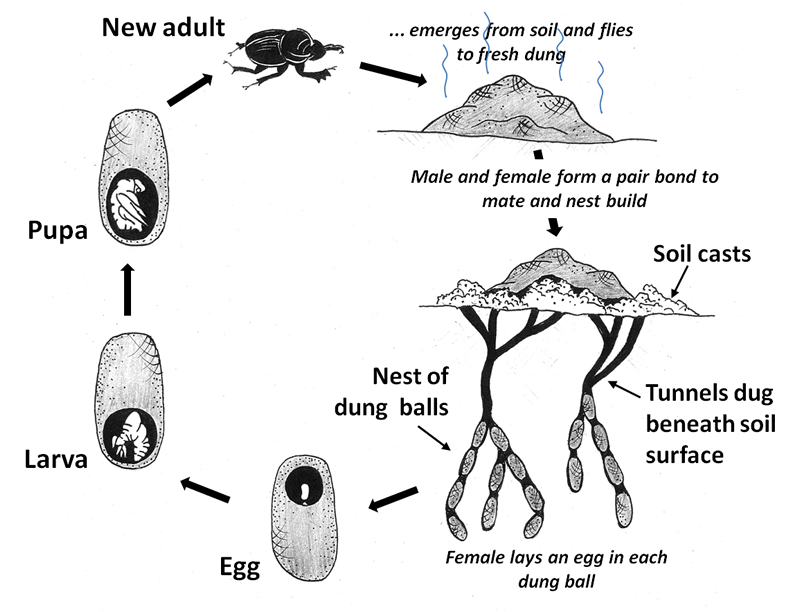 New adult
... emerges from soil and flies
to fresh dung
Male and female form a pair bond to
mate and nest build
Soil casts
Nest of
dung balls
Tunnels dug
beneath soil
surface
Female lays an egg in each
dung ball
Egg
Larva
Pupa